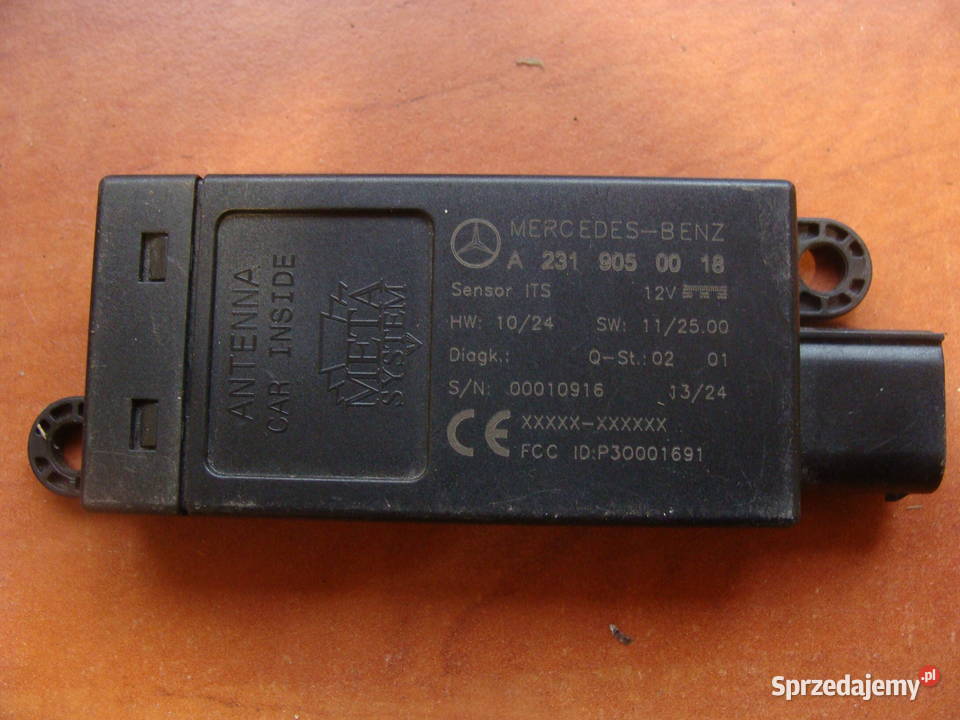 ANTENNA
CAR INSIDE
META
SYSTEM
MERCEDES-BENZ
A 231 905 00 18
Sensor ITS 12V
HW: 10/24 SW: 11/25.00
Diagk.: Q-St.: 02 01
S/N: 00010916 13/24
CE XXXXX-XXXXXX
FCC ID:P30001691
Sprzedajemy.pl